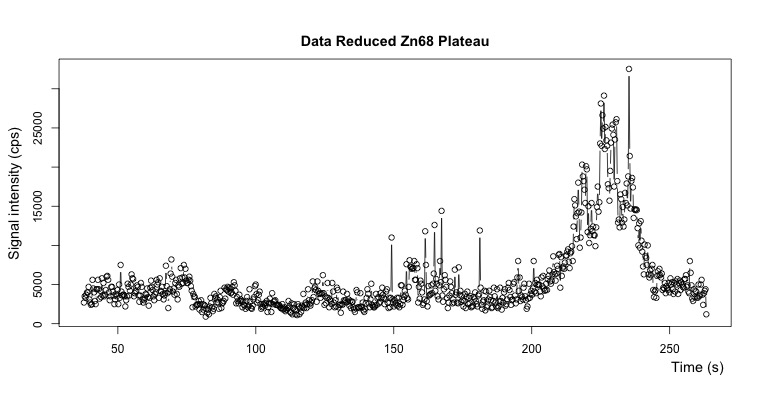 Data Reduced Zn68 Plateau
Signal intensity (cps)
25000
15000
5000
0
50 100 150 200 250
Time (s)